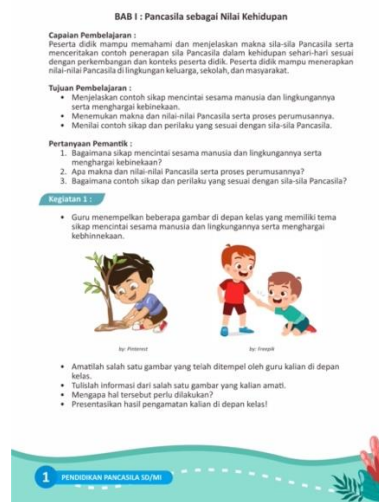 BAB I : Pancasila sebagai Nilai Kehidupan
Capaian Pembelajaran :
Peserta didik mampu memahami dan menjelaskan makna sila-sila Pancasila serta
menceritakan contoh penerapan sila Pancasila dalam kehidupan sehari-hari sesuai
dengan perkembangan dan konteks peserta didik. Peserta didik mampu menerapkan
nilai-nilai Pancasila di lingkungan keluarga, sekolah, dan masyarakat.
Tujuan Pembelajaran :
• Menjelaskan contoh sikap mencintai sesama manusia dan lingkungannya
serta menghargai kebinekaan.
• Menemukan makna dan nilai-nilai Pancasila serta proses perumusannya.
• Menilai contoh sikap dan perilaku yang sesuai dengan sila-sila Pancasila.
Pertanyaan Pemantik :
1. Bagaimana sikap mencintai sesama manusia dan lingkungannya serta
menghargai kebinekaan?
2. Apa makna dan nilai-nilai Pancasila serta proses perumusannya?
3. Bagaimana contoh sikap dan perilaku yang sesuai dengan sila-sila Pancasila?
Kegiatan 1 :
• Guru menempelkan beberapa gambar di depan kelas yang memiliki tema
sikap mencintai sesama manusia dan lingkungannya serta menghargai
kebhinnekaan.
by: Pinterest
by: Freepik
• Amatilah salah satu gambar yang telah ditempel oleh guru kalian di depan
kelas.
• Tulislah informasi dari salah satu gambar yang kalian amati.
• Mengapa hal tersebut perlu dilakukan?
• Presentasikan hasil pengamatan kalian di depan kelas!
1 PENDIDIKAN PANCASILA SD/MI